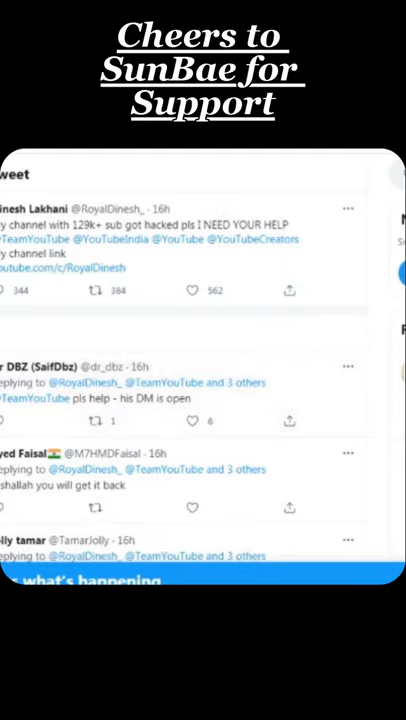 Cheers to
SunBae for
Support
weet
inesh Lakhani @RoyalDinesh_ · 16h
y channel with 129k+ sub got hacked pls I NEED YOUR HELP
TeamYouTube @YouTubeIndia @YouTube @YouTubeCreators
y channel link
outube.com/c/RoyalDinesh
344 384 562
r DBZ (SaifDbz) @dr_dbz · 16h
eplying to @RoyalDinesh_ @TeamYouTube and 3 others
TeamYouTube pls help - his DM is open
1 6
yed Faisal @M7HMDFaisal · 16h
eplying to @RoyalDinesh_ @TeamYouTube and 3 others
shallah you will get it back
lly tamar @TamarJolly · 16h
eplying to @RoyalDinesh_ @TeamYouTube and 3 others
what's happening